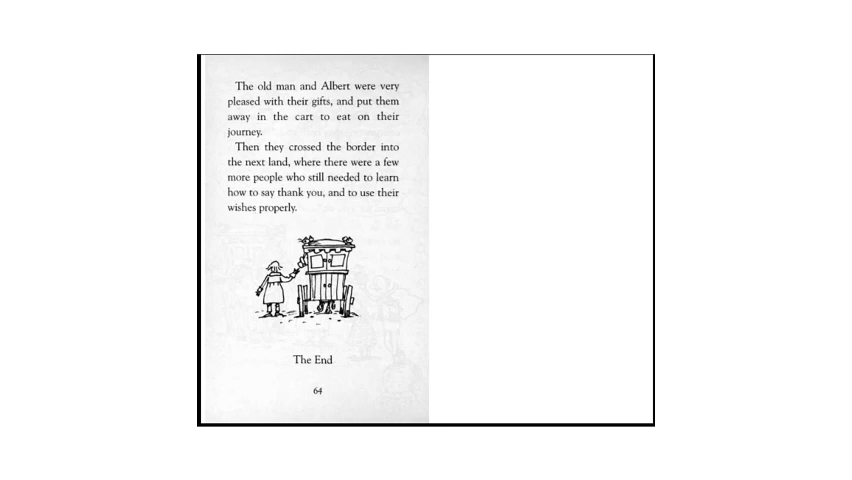 The old man and Albert were very
pleased with their gifts, and put them
away in the cart to eat on their
journey.
Then they crossed the border into
the next land, where there were a few
more people who still needed to learn
how to say thank you, and to use their
wishes properly.
The End
64